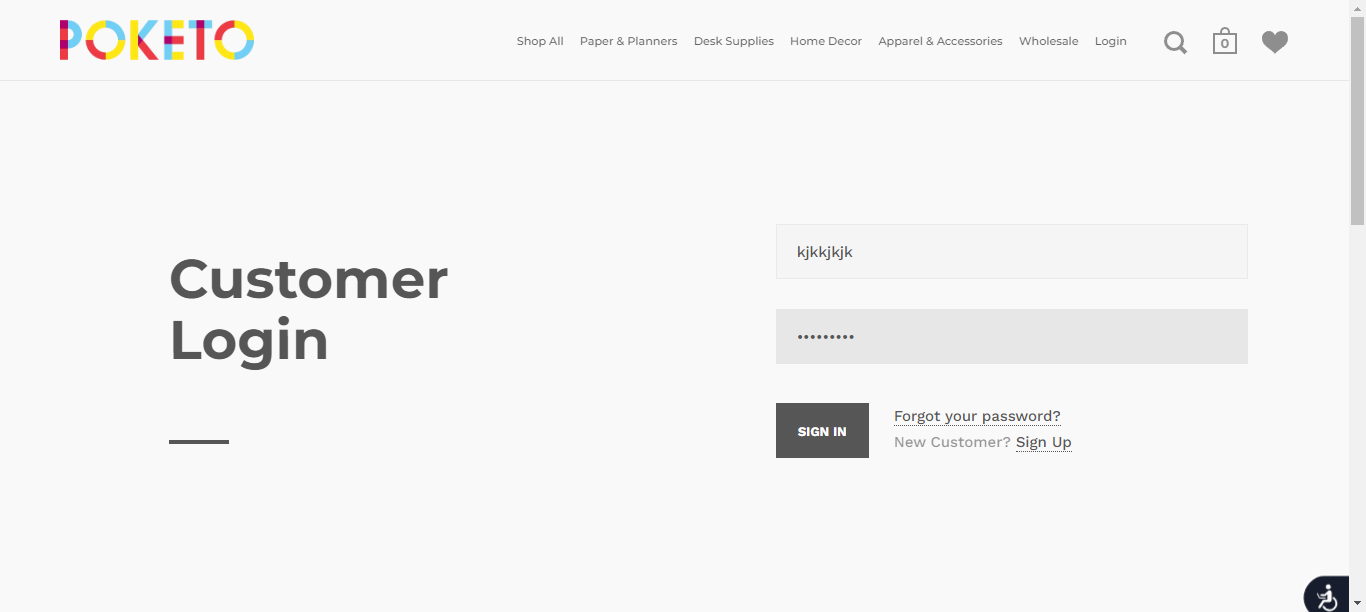 POKETO
Shop All Paper & Planners Desk Supplies Home Decor Apparel & Accessories Wholesale Login 0
Customer
Login
kjkkjkjk
•••••••••
SIGN IN
Forgot your password?
New Customer? Sign Up